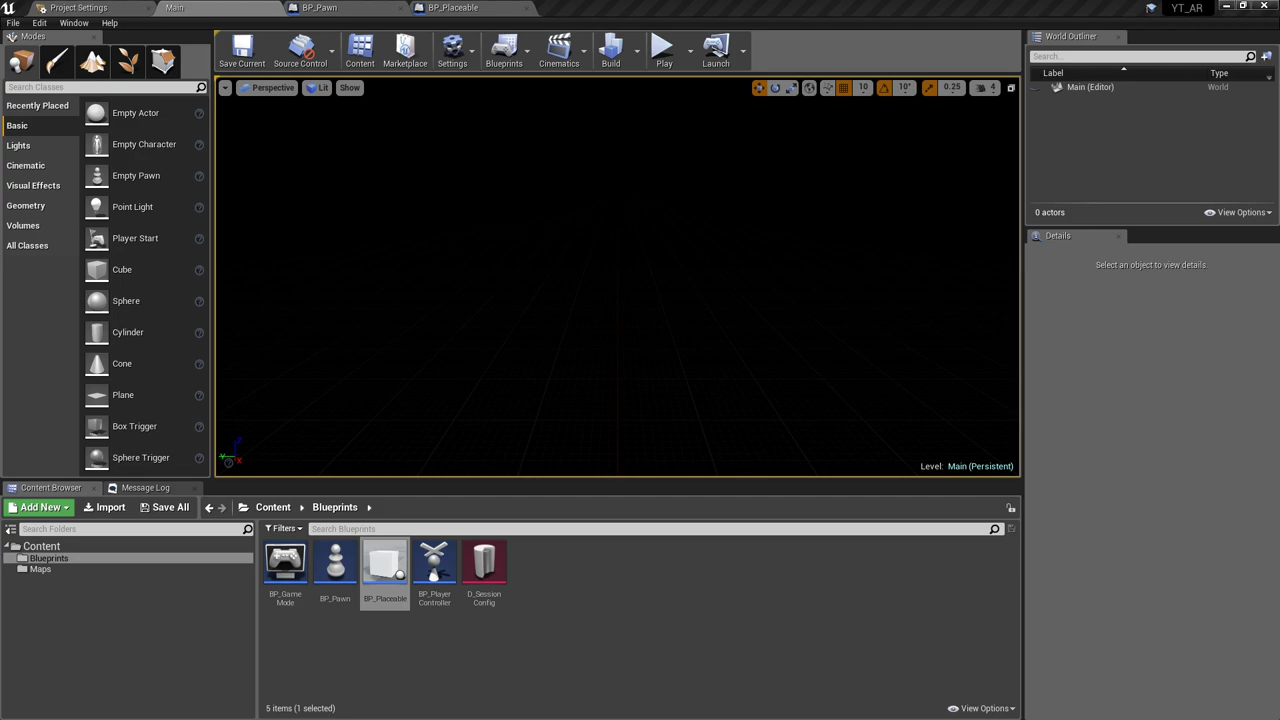 Project Settings
Main
BP_Pawn
BP_Placeable
YT_AR
File
Edit
Window
Help
Modes
Search Classes
Recently Placed
Basic
Lights
Cinematic
Visual Effects
Geometry
Volumes
All Classes
Empty Actor
Empty Character
Empty Pawn
Point Light
Player Start
Cube
Sphere
Cylinder
Cone
Plane
Box Trigger
Sphere Trigger
Save Current
Source Control
Content
Marketplace
Settings
Blueprints
Cinematics
Build
Play
Launch
Perspective
Lit
Show
10
10°
0.25
4
Level: Main (Persistent)
World Outliner
Search...
Label
Type
Main (Editor)
World
0 actors
View Options
Details
Select an object to view details.
Content Browser
Message Log
Add New
Import
Save All
Content
Blueprints
Search Folders
Filters
Search Blueprints
Content
Blueprints
Maps
BP_Game
Mode
BP_Pawn
BP_Placeable
BP_Player
Controller
D_Session
Config
5 items (1 selected)
View Options